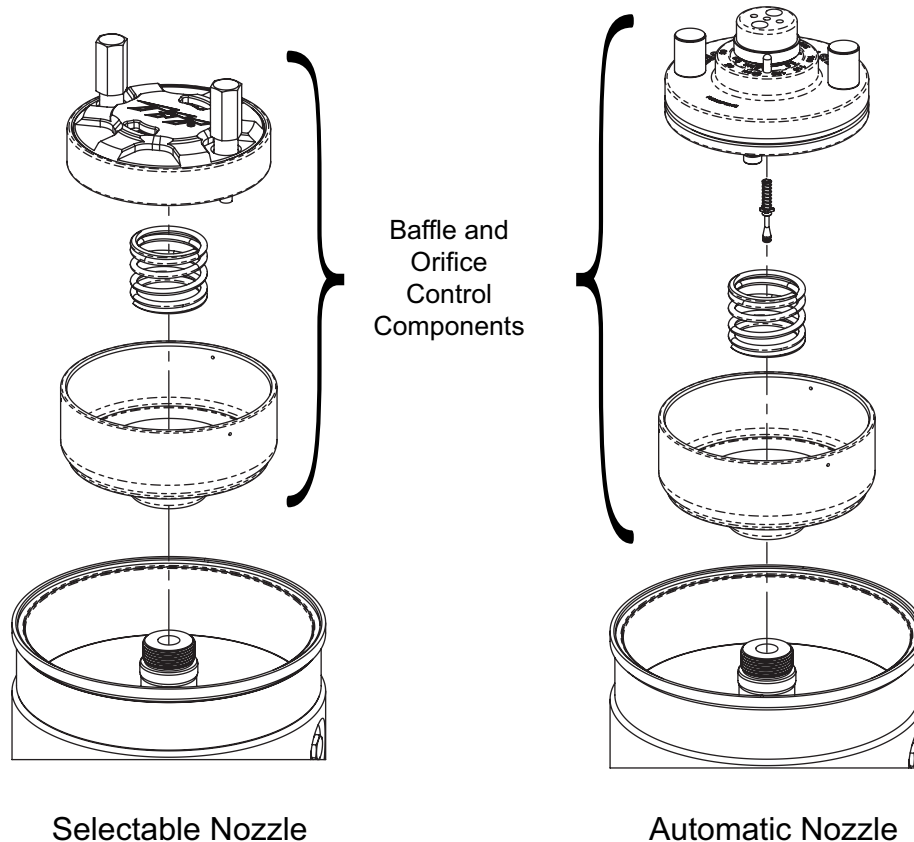 Baffle and
Orifice
Control
Components
Selectable Nozzle
Automatic Nozzle